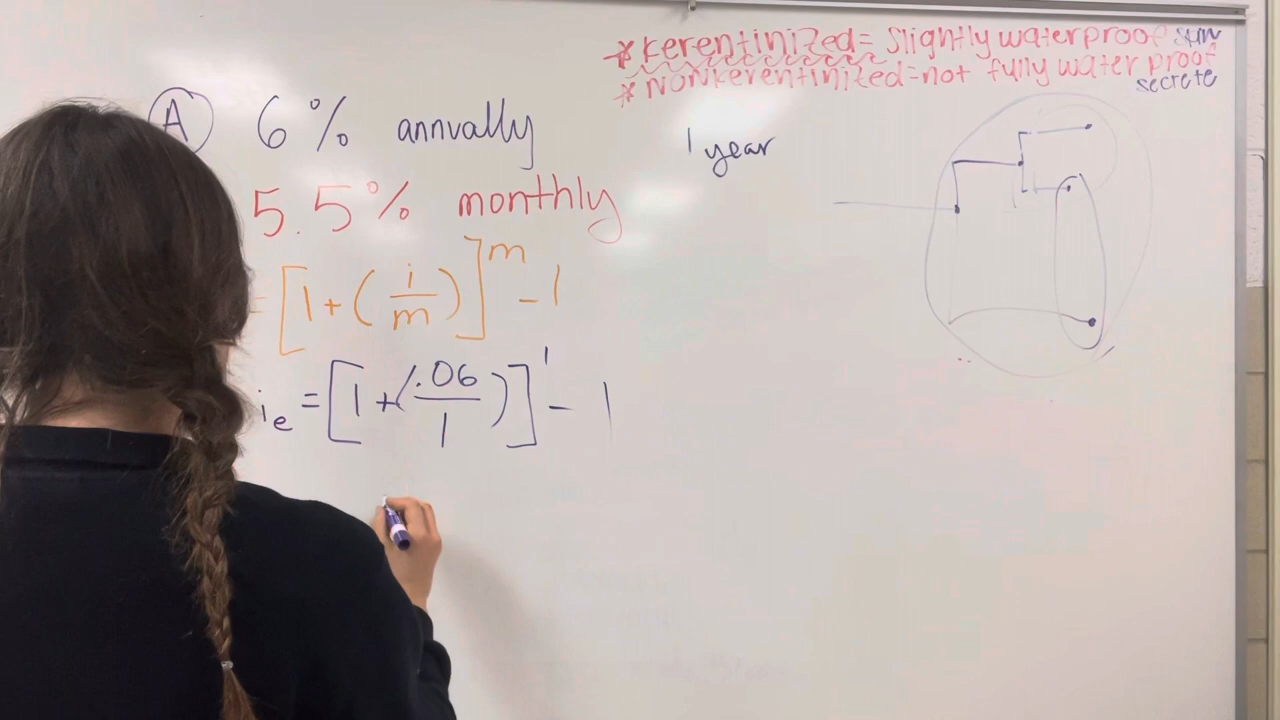 * kerentinized = slightly waterproof skin
* nonkerentinized = not fully water proof
secrete
A 6% annually
1 year
5.5% monthly
= [1 + (i/m)]^m - 1
i_e = [1 + (.06/1)]^1 - 1